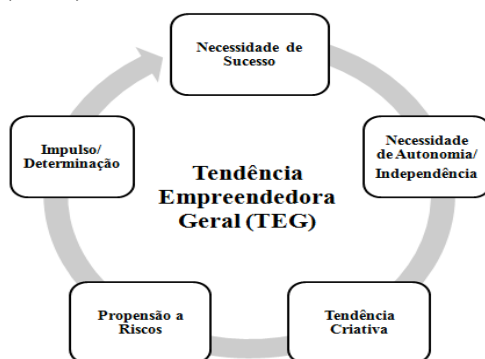 Necessidade de
Sucesso
Impulso/
Determinação
Necessidade
de Autonomia/
Independência
Tendência
Empreendedora
Geral (TEG)
Propensão a
Riscos
Tendência
Criativa